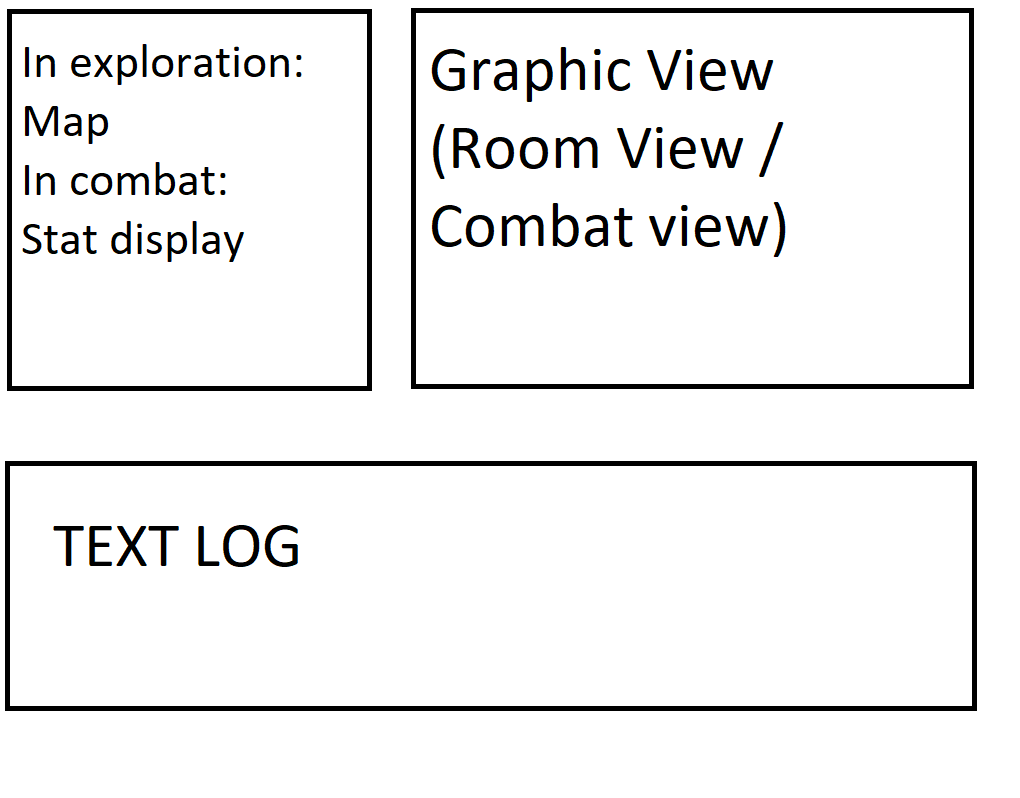 In exploration:
Map
In combat:
Stat display
Graphic View
(Room View /
Combat view)
TEXT LOG